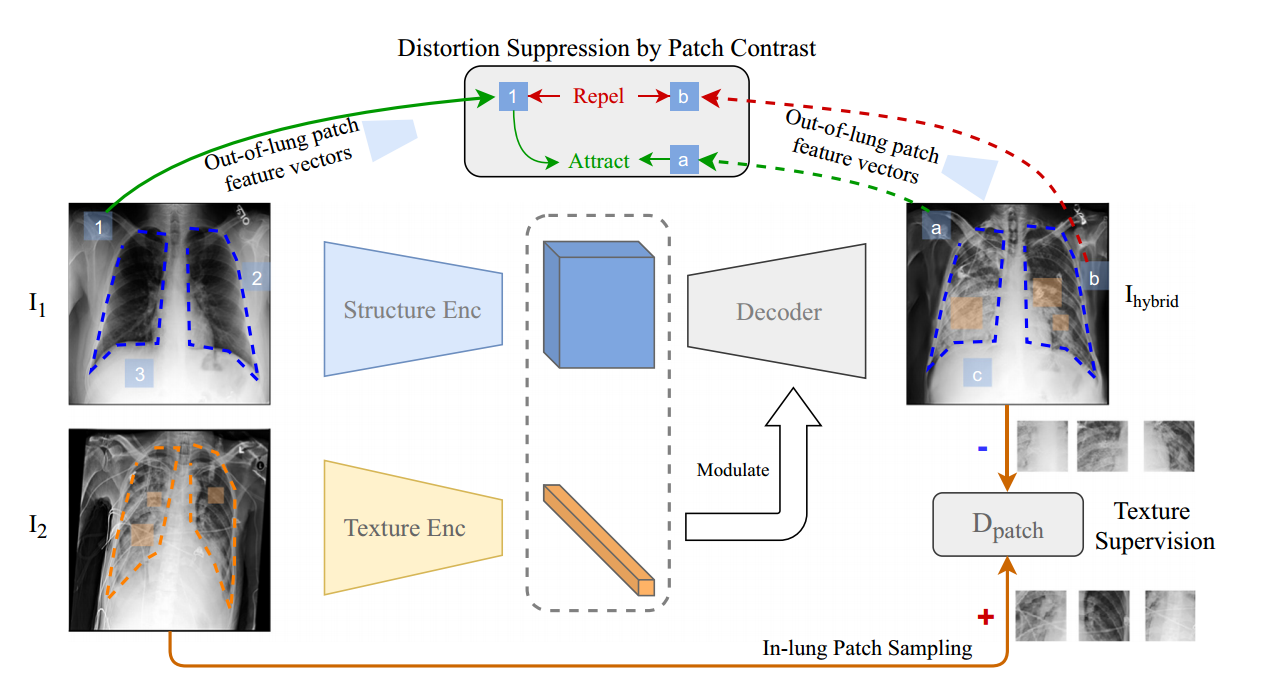 Distortion Suppression by Patch Contrast
1
Repel
b
Attract
a
Out-of-lung patch
feature vectors
Out-of-lung patch
feature vectors
1
2
3
I1
Structure Enc
Decoder
a
b
c
Ihybrid
I2
Texture Enc
Modulate
-
Dpatch
Texture
Supervision
+
In-lung Patch Sampling